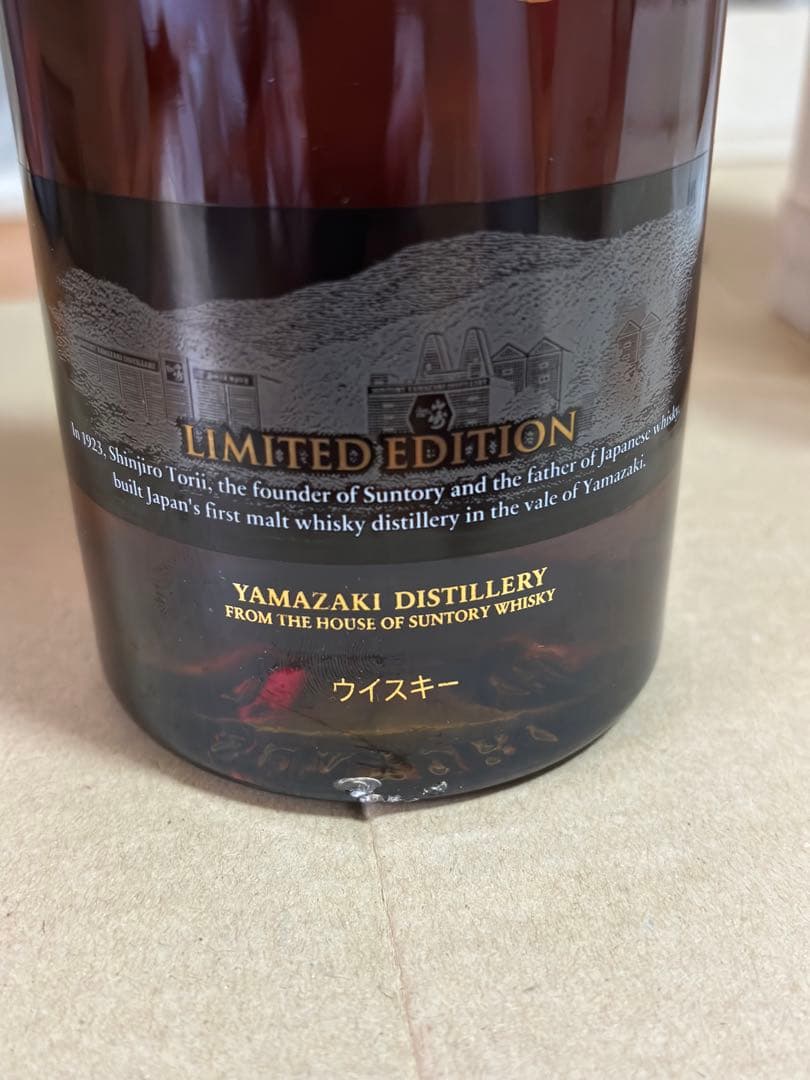 YAMAZAKI DISTILLERY
LIMITED EDITION
In 1923, Shinjiro Torii, the founder of Suntory and the father of Japanese whisky,
built Japan's first malt whisky distillery in the vale of Yamazaki.
YAMAZAKI DISTILLERY
FROM THE HOUSE OF SUNTORY WHISKY
ウイスキー